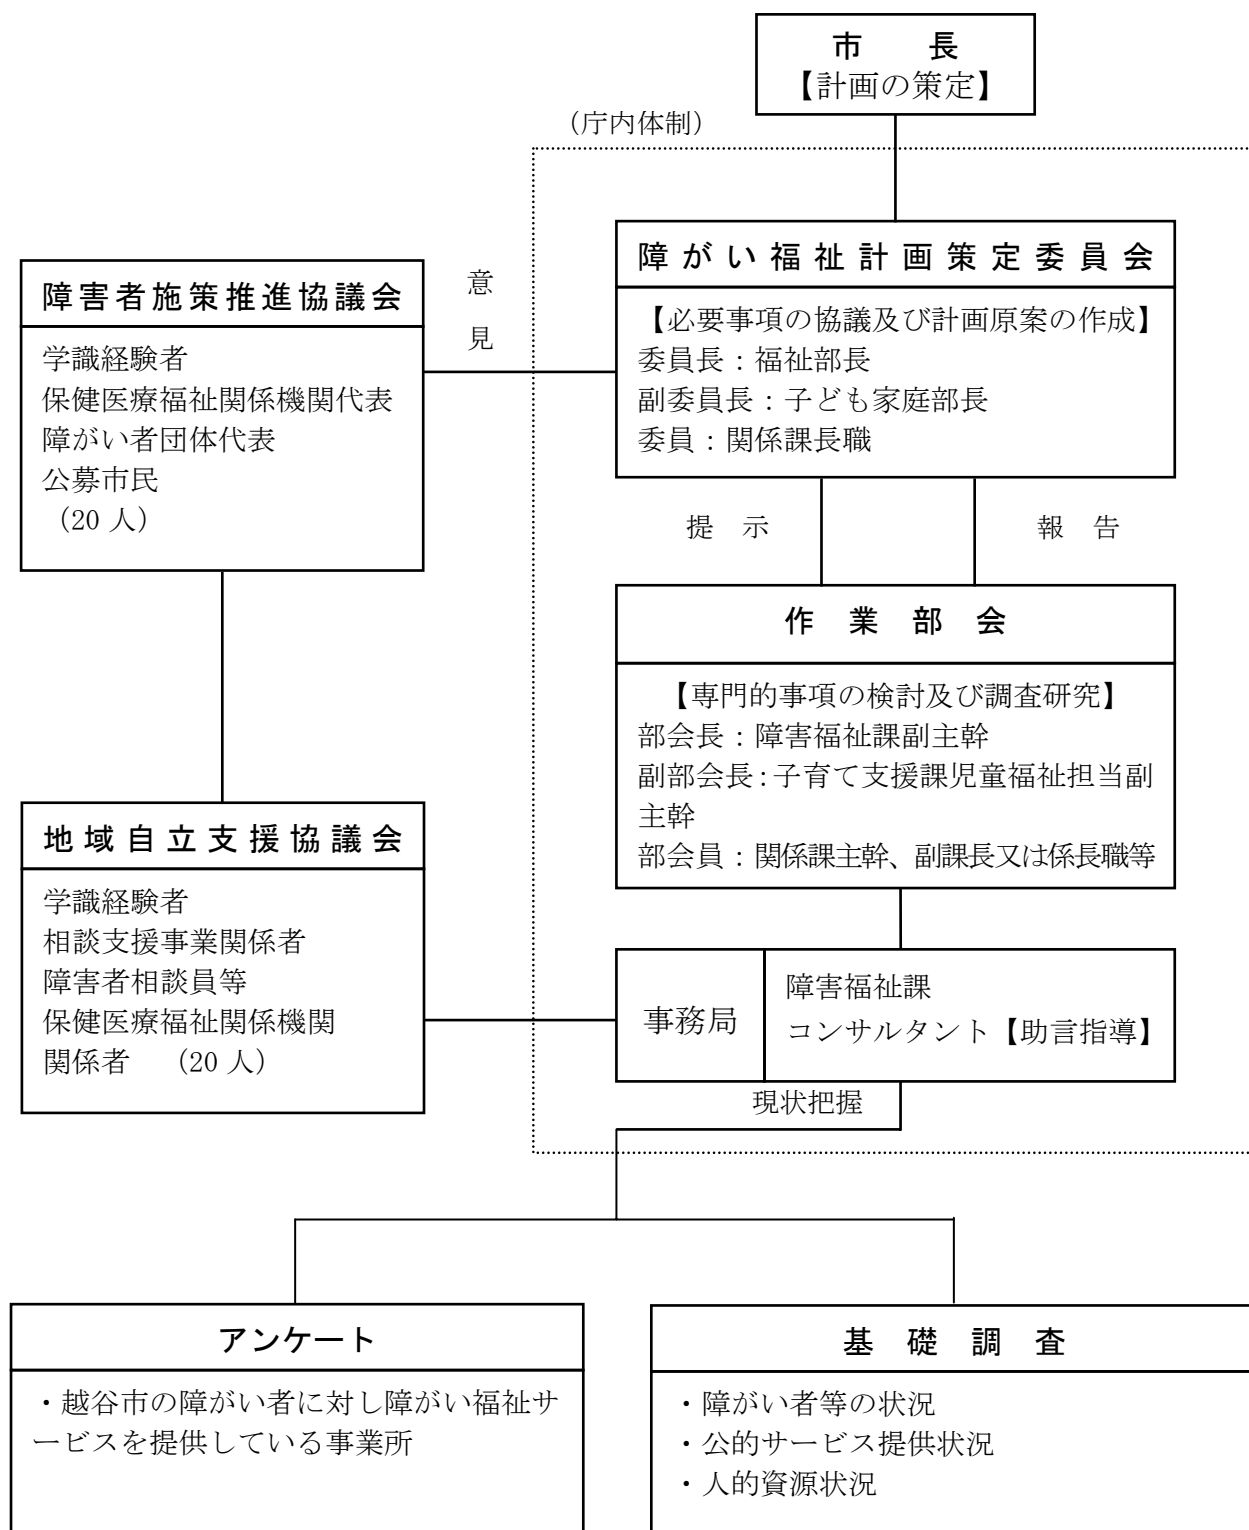 市　長
【計画の策定】
（庁内体制）
障がい福祉計画策定委員会
【必要事項の協議及び計画原案の作成】
委員長：福祉部長
副委員長：子ども家庭部長
委員：関係課長職
意見
障害者施策推進協議会
学識経験者
保健医療福祉関係機関代表
障がい者団体代表
公募市民
（20 人）
提　示
報　告
作　業　部　会
【専門的事項の検討及び調査研究】
部会長：障害福祉課副主幹
副部会長：子育て支援課児童福祉担当副
主幹
部会員：関係課主幹、副課長又は係長職等
地域自立支援協議会
学識経験者
相談支援事業関係者
障害者相談員等
保健医療福祉関係機関
関係者　（20 人）
事務局
障害福祉課
コンサルタント【助言指導】
現状把握
アンケート
・越谷市の障がい者に対し障がい福祉サ
ービスを提供している事業所
基　礎　調　査
・障がい者等の状況
・公的サービス提供状況
・人的資源状況